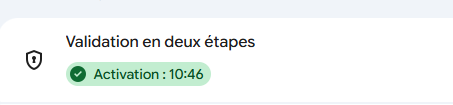 Validation en deux étapes
Activation : 10:46